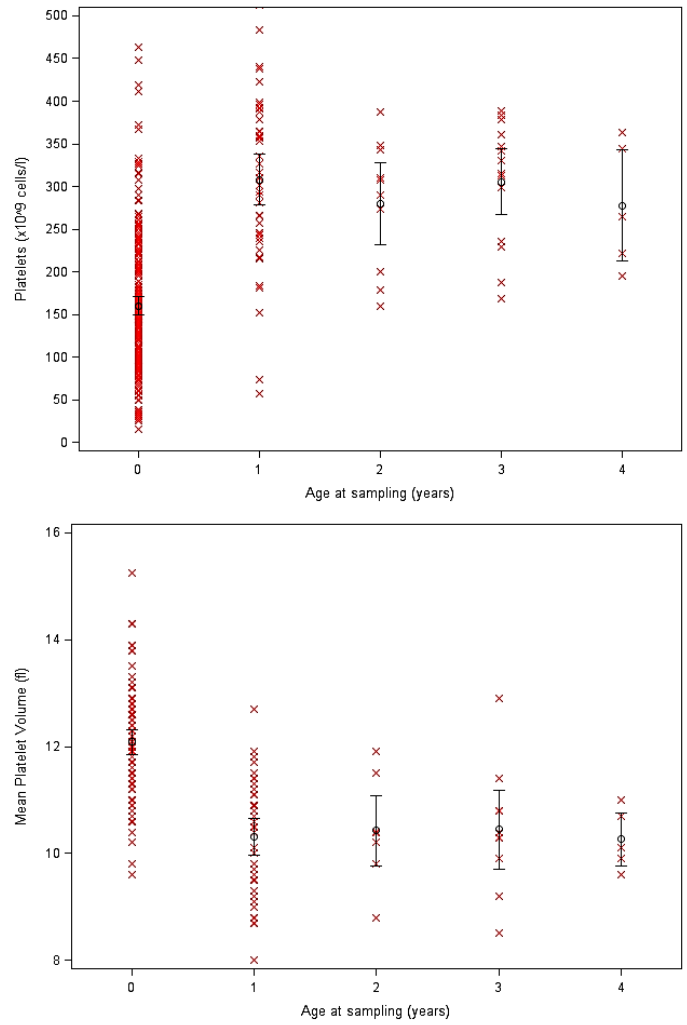 500
450
400
350
300
250
200
150
100
50
0
Platelets (x10^9 cells/l)
0 1 2 3 4
Age at sampling (years)
16
14
12
10
8
Mean Platelet Volume (fl)
0 1 2 3 4
Age at sampling (years)